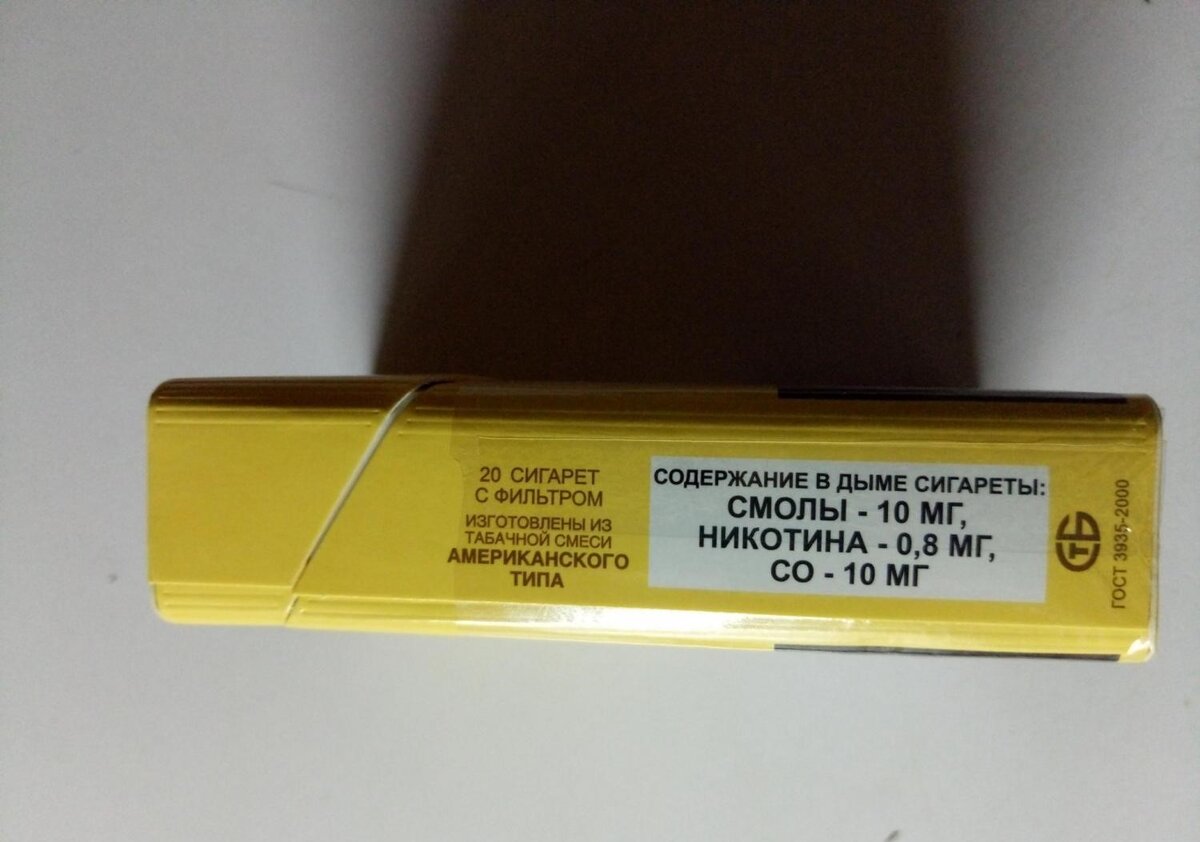 20 СИГАРЕТ
С ФИЛЬТРОМ
ИЗГОТОВЛЕНЫ ИЗ
ТАБАЧНОЙ СМЕСИ
АМЕРИКАНСКОГО
ТИПА
СОДЕРЖАНИЕ В ДЫМЕ СИГАРЕТЫ:
СМОЛЫ - 10 МГ,
НИКОТИНА - 0,8 МГ,
СО - 10 МГ
СТБ
ГОСТ 3935-2000